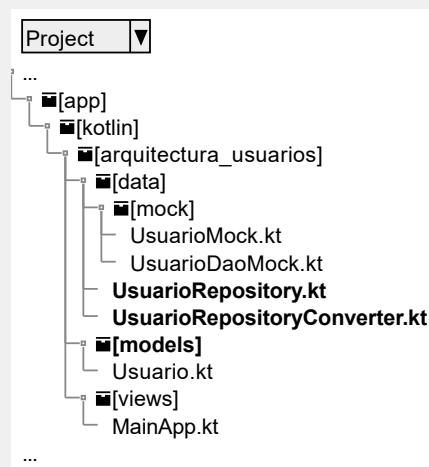 Project
...
[app]
[kotlin]
[arquitectura_usuarios]
[data]
[mock]
UsuarioMock.kt
UsuarioDaoMock.kt
UsuarioRepository.kt
UsuarioRepositoryConverter.kt
[models]
Usuario.kt
[views]
MainApp.kt
...